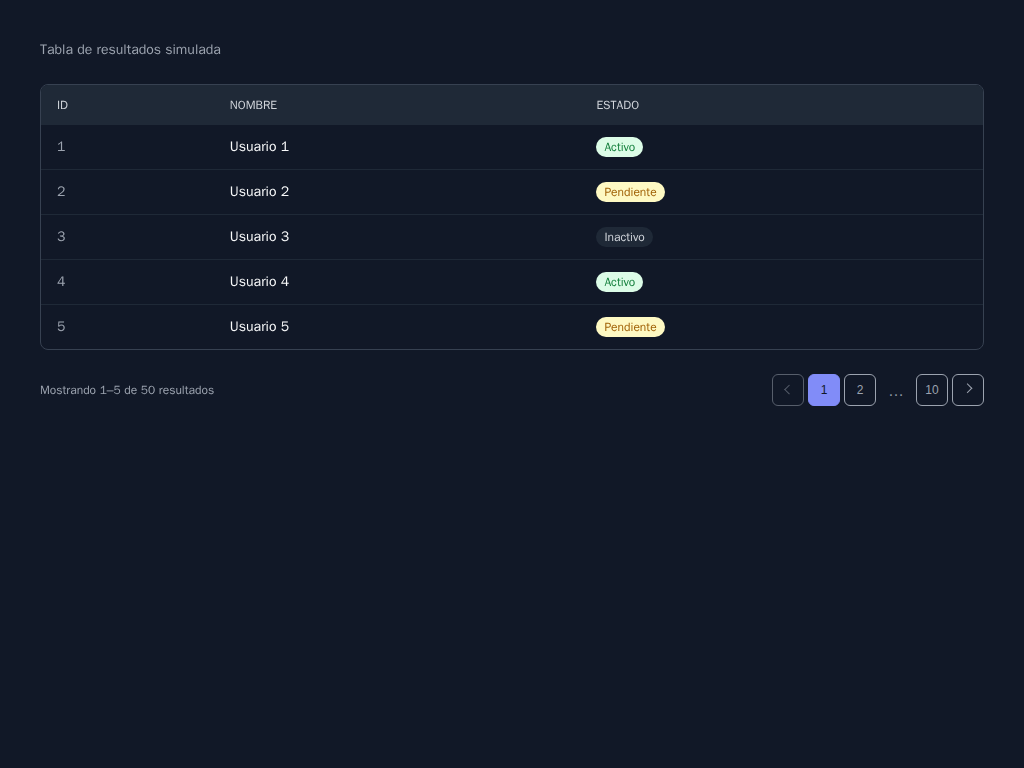 Tabla de resultados simulada
ID NOMBRE ESTADO
1 Usuario 1 Activo
2 Usuario 2 Pendiente
3 Usuario 3 Inactivo
4 Usuario 4 Activo
5 Usuario 5 Pendiente
Mostrando 1–5 de 50 resultados 1 2 … 10